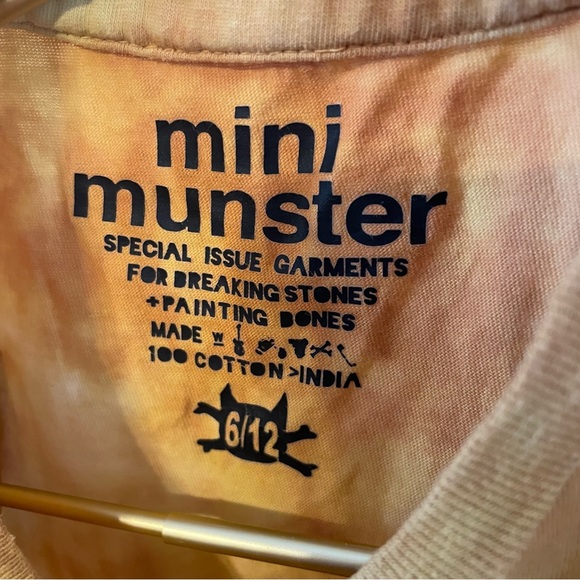 mini
munster
SPECIAL ISSUE GARMENTS
FOR BREAKING STONES
+PAINTING BONES
MADE W
100 COTTON >INDIA
6/12